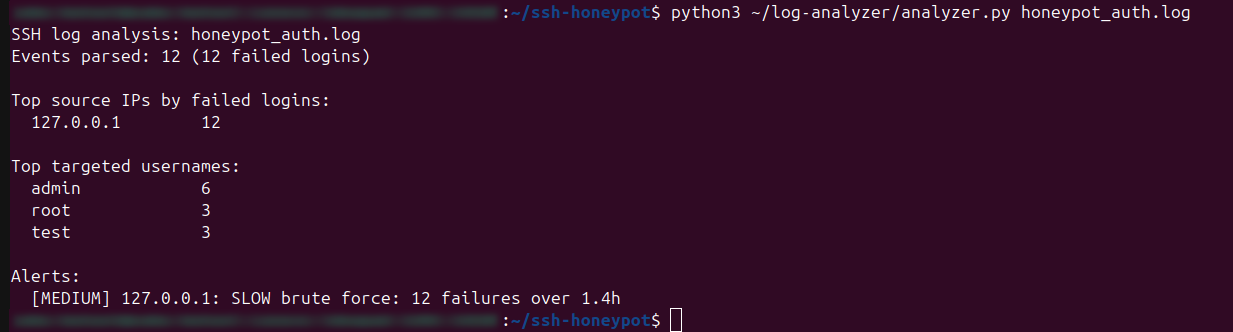 :~/ssh-honeypot$ python3 ~/log-analyzer/analyzer.py honeypot_auth.log
SSH log analysis: honeypot_auth.log
Events parsed: 12 (12 failed logins)
Top source IPs by failed logins:
127.0.0.1 12
Top targeted usernames:
admin 6
root 3
test 3
Alerts:
[MEDIUM] 127.0.0.1: SLOW brute force: 12 failures over 1.4h
:~/ssh-honeypot$